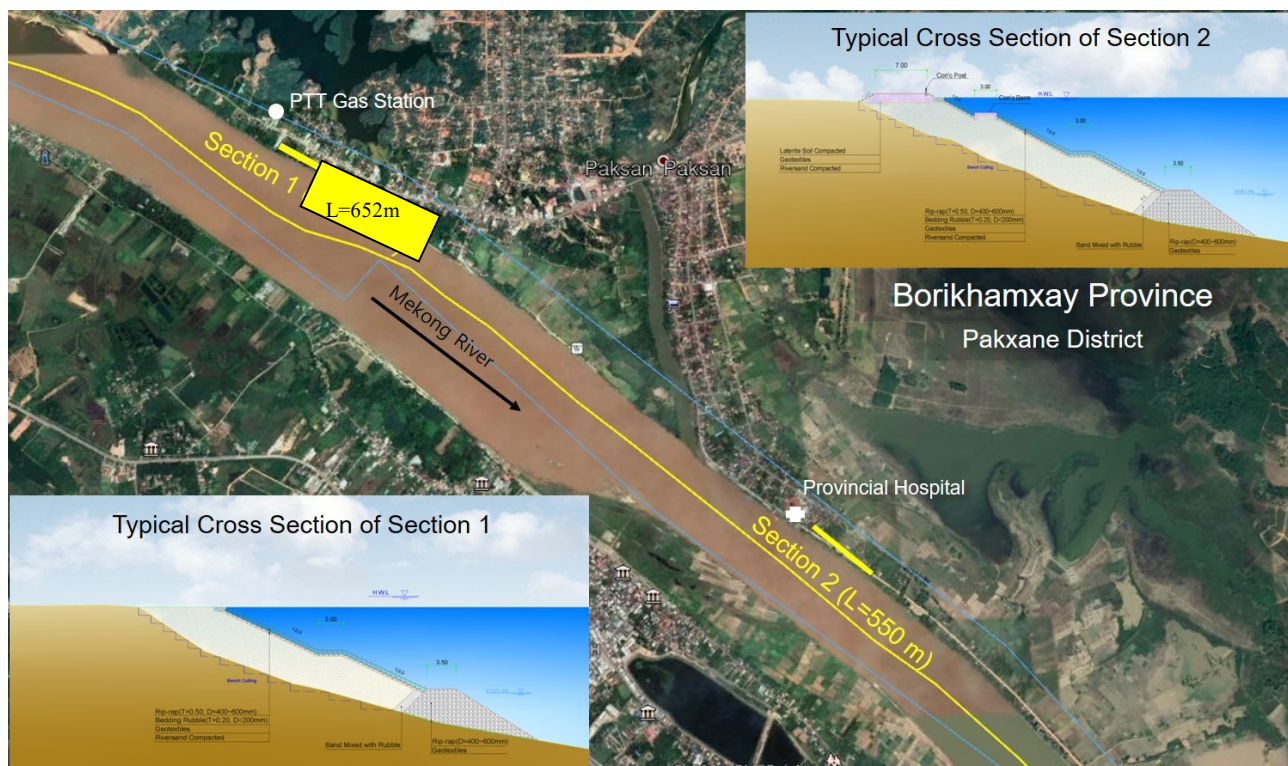 Typical Cross Section of Section 2
7.00
Con'c Post
3.00
H.W.L
Con'c Berm
3.00
3.50
Laterite Soil Compacted
Geotextiles
Riversand Compacted
Bench Cutting
Rip-rap(T=0.50, D=400~600mm)
Bedding Rubble(T=0.20, D=200mm)
Geotextiles
Riversand Compacted
Sand Mixed with Rubble
Rip-rap(D=400~600mm)
Geotextiles
PTT Gas Station
Section 1
L=652m
Paksan Paksan
Mekong River
Borikhamxay Province
Pakxane District
Provincial Hospital
Section 2 (L=550 m)
Typical Cross Section of Section 1
H.W.L
3.00
3.50
Bench Cutting
Rip-rap(T=0.50, D=400~600mm)
Bedding Rubble(T=0.20, D=200mm)
Geotextiles
Riversand Compacted
Sand Mixed with Rubble
Rip-rap(D=400~600mm)
Geotextiles